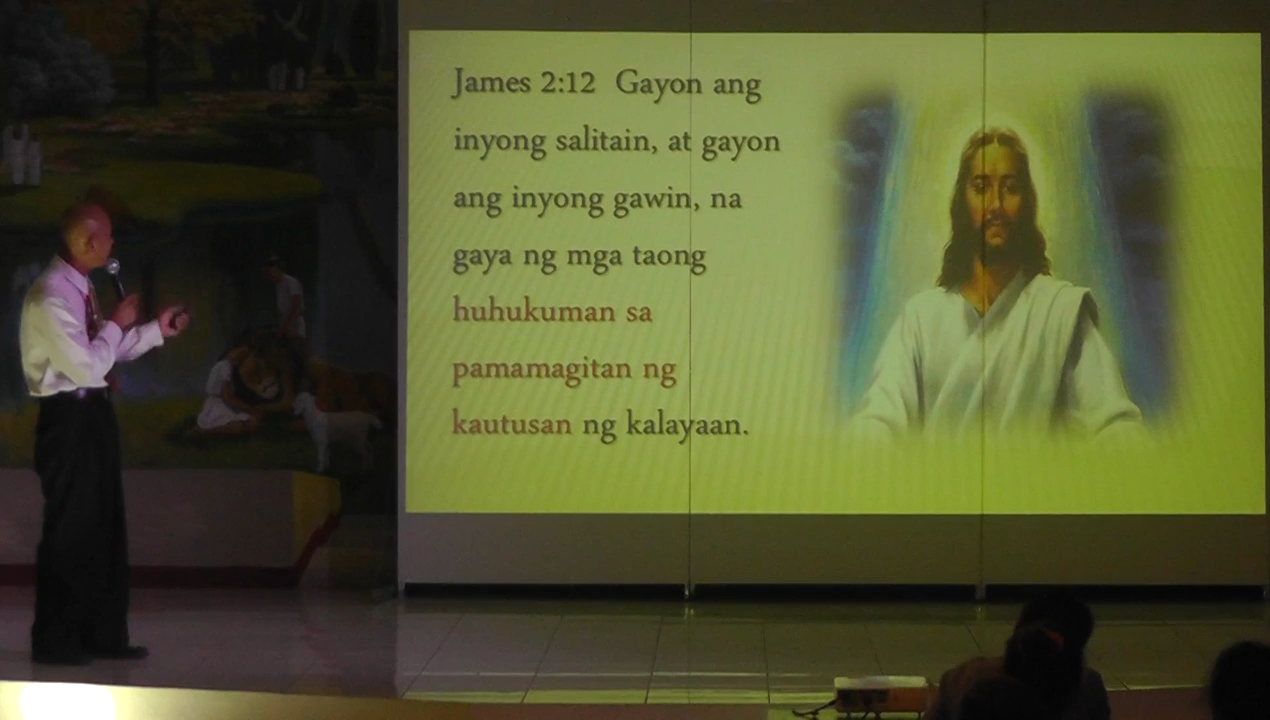 James 2:12  Gayon ang
inyong salitain, at gayon
ang inyong gawin, na
gaya ng mga taong
huhukuman sa
pamamagitan ng
kautusan ng kalayaan.